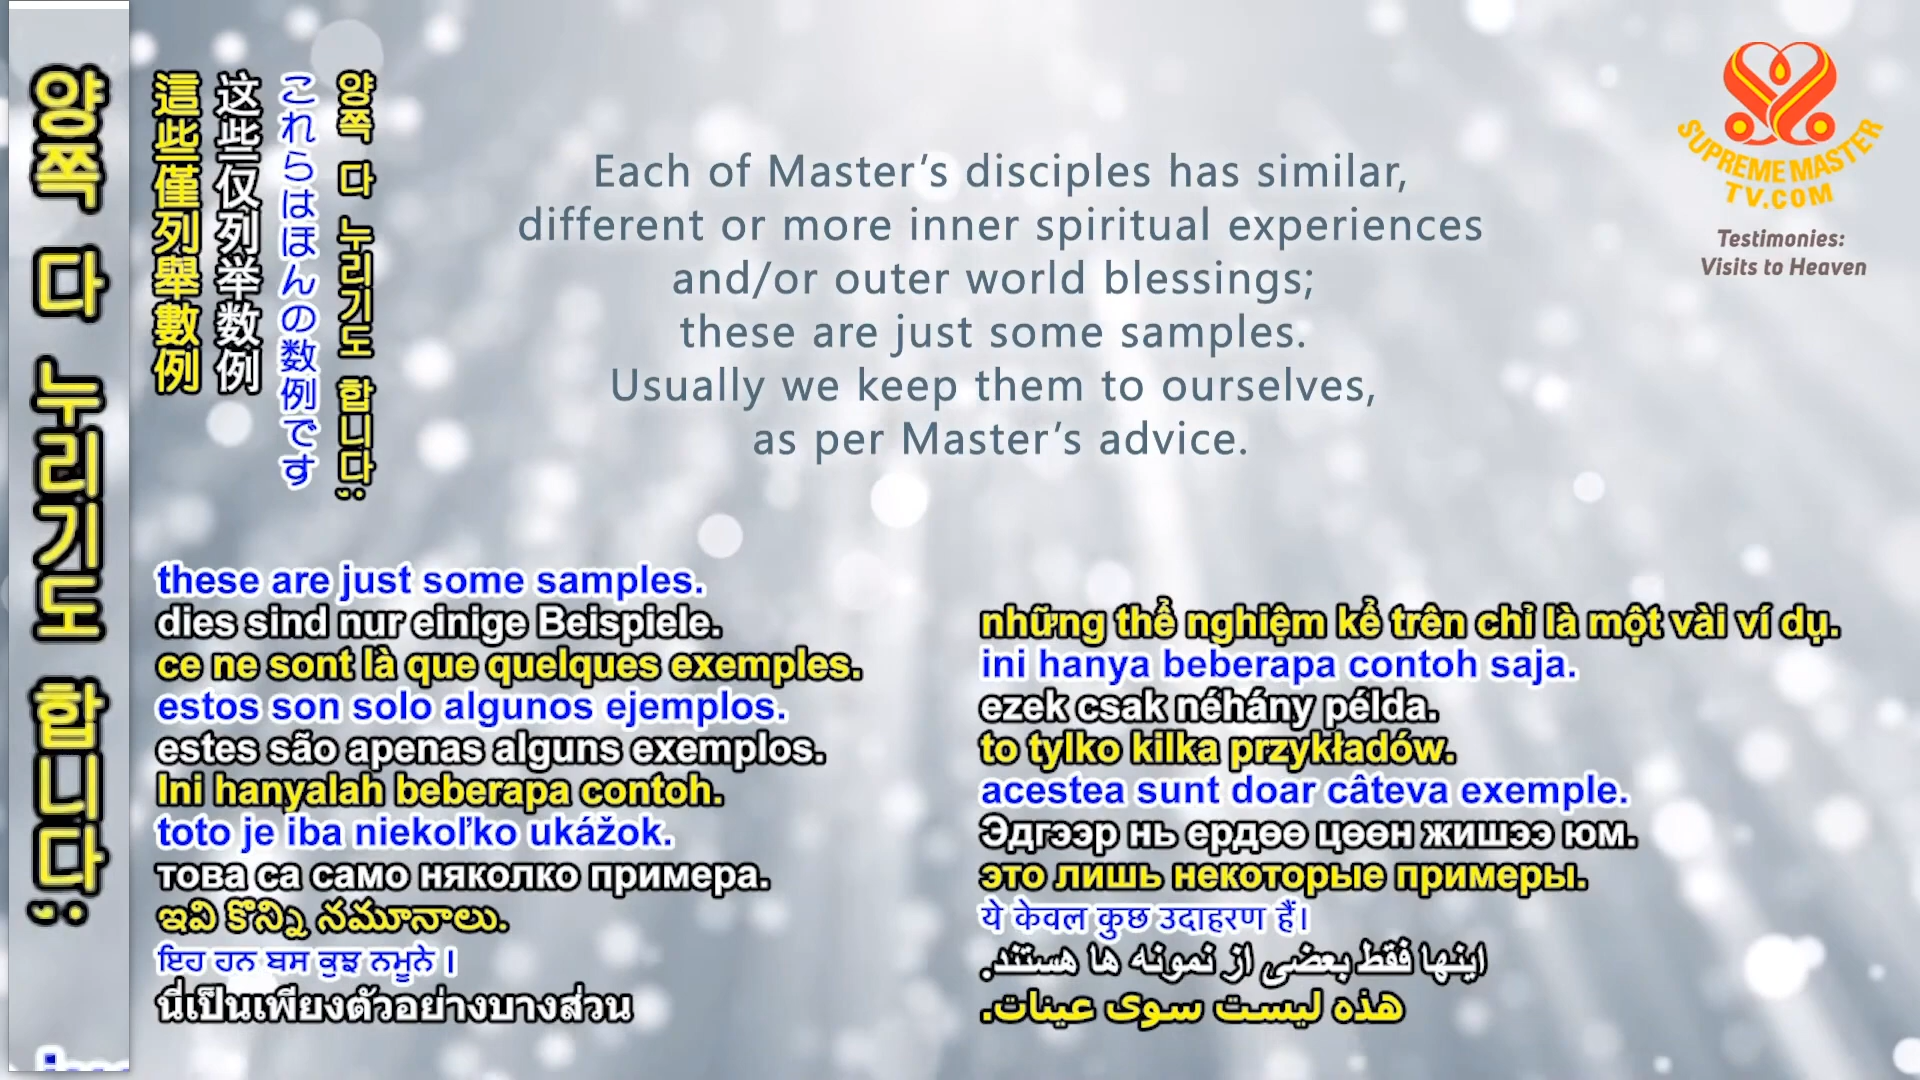 양쪽 다 누리기도 합니다;
這些僅列舉數例
这些仅列举数例
これらはほんの数例です
양쪽 다 누리기도 합니다;
Each of Master’s disciples has similar,
different or more inner spiritual experiences
and/or outer world blessings;
these are just some samples.
Usually we keep them to ourselves,
as per Master’s advice.
SUPREME MASTER
TV.COM
Testimonies:
Visits to Heaven
these are just some samples.
dies sind nur einige Beispiele.
ce ne sont là que quelques exemples.
estos son solo algunos ejemplos.
estes são apenas alguns exemplos.
Ini hanyalah beberapa contoh.
toto je iba niekoľko ukážok.
това са само няколко примера.
ఇవి కొన్ని నమూనాలు.
ਇਹ ਹਨ ਬਸ ਕੁਝ ਨਮੂਨੇ ।
นี่เป็นเพียงตัวอย่างบางส่วน
những thể nghiệm kể trên chỉ là một vài ví dụ.
ini hanya beberapa contoh saja.
ezek csak néhány példa.
to tylko kilka przykładów.
acestea sunt doar câteva exemple.
Эдгээр нь ердөө цөөн жишээ юм.
это лишь некоторые примеры.
ये केवल कुछ उदाहरण हैं।
اینها فقط بعضی از نمونه ها هستند.
هذه ليست سوى عينات.